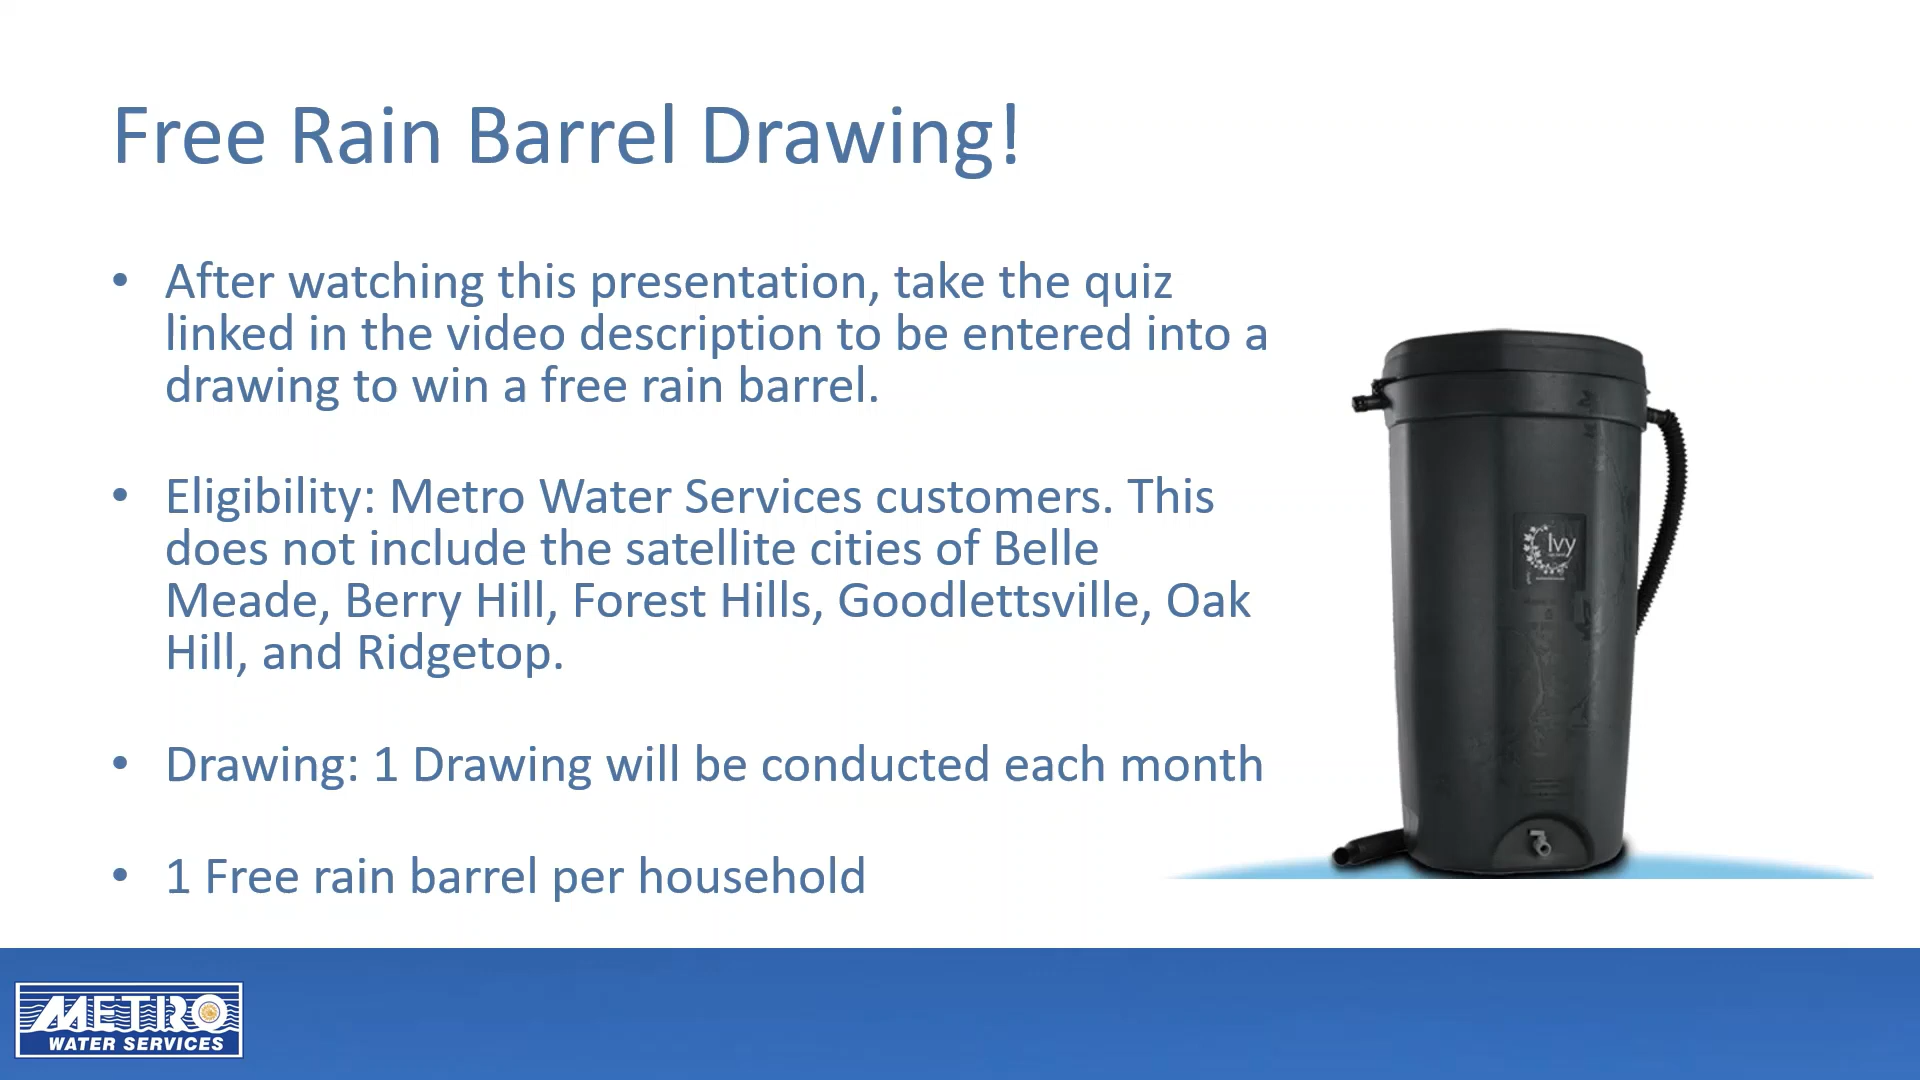 Free Rain Barrel Drawing!
• After watching this presentation, take the quiz
linked in the video description to be entered into a
drawing to win a free rain barrel.
• Eligibility: Metro Water Services customers. This
does not include the satellite cities of Belle
Meade, Berry Hill, Forest Hills, Goodlettsville, Oak
Hill, and Ridgetop.
• Drawing: 1 Drawing will be conducted each month
• 1 Free rain barrel per household
Ivy
METRO
WATER SERVICES